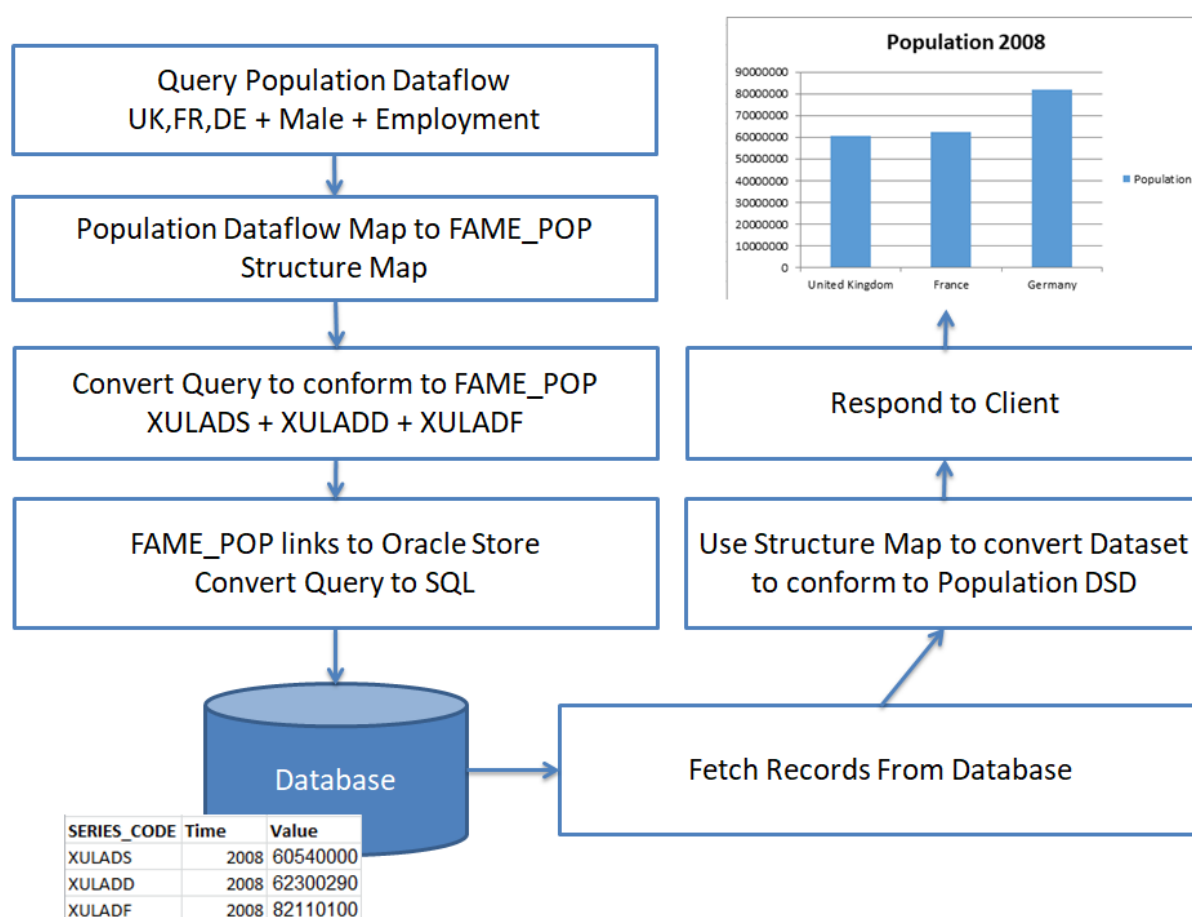 Query Population Dataflow
UK,FR,DE + Male + Employment
Population Dataflow Map to FAME_POP
Structure Map
Convert Query to conform to FAME_POP
XULADS + XULADD + XULADF
FAME_POP links to Oracle Store
Convert Query to SQL
Database
SERIES_CODE Time Value
XULADS 2008 60540000
XULADD 2008 62300290
XULADF 2008 82110100
Fetch Records From Database
Use Structure Map to convert Dataset
to conform to Population DSD
Respond to Client
Population 2008
90000000
80000000
70000000
60000000
50000000
40000000
30000000
20000000
10000000
0
United Kingdom France Germany
Population